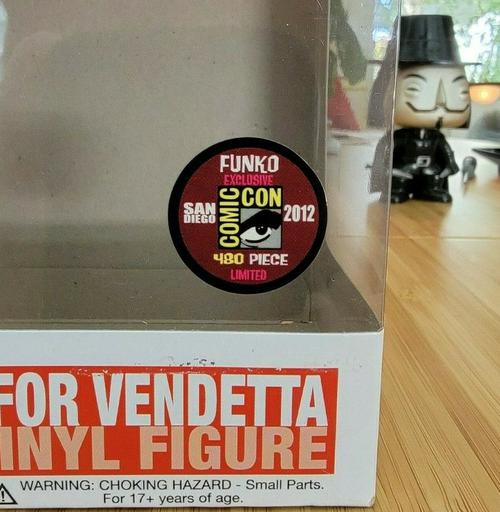 FUNKO
EXCLUSIVE
SAN DIEGO
COMIC CON
2012
480 PIECE
LIMITED
FOR VENDETTA
INYL FIGURE
WARNING: CHOKING HAZARD - Small Parts.
For 17+ years of age.